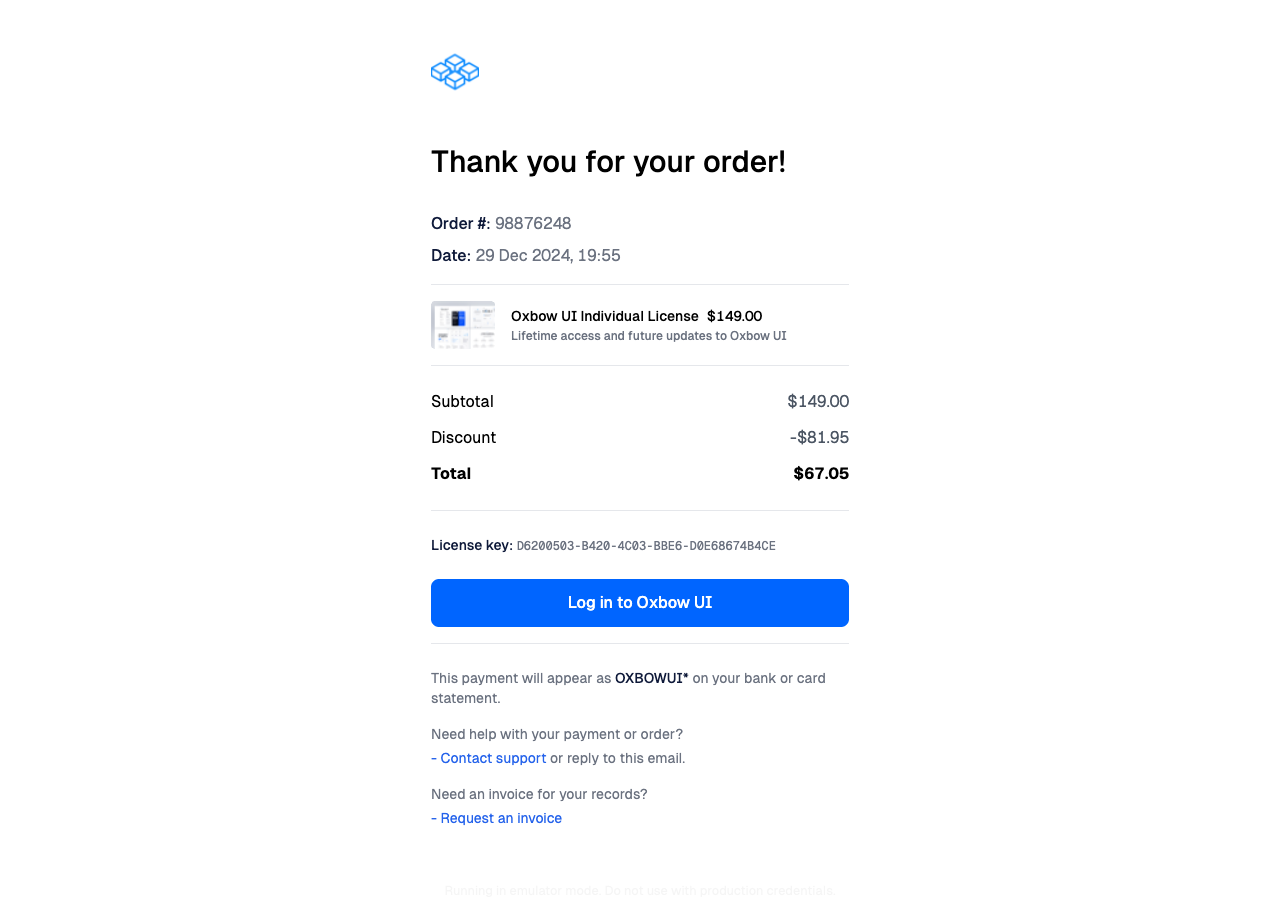 Thank you for your order!
Order #: 98876248
Date: 29 Dec 2024, 19:55
Oxbow UI Individual License $149.00
Lifetime access and future updates to Oxbow UI
Subtotal $149.00
Discount -$81.95
Total $67.05
License key: D6200503-B420-4C03-BBE6-D0E68674B4CE
Log in to Oxbow UI
This payment will appear as OXBOWUI* on your bank or card
statement.
Need help with your payment or order?
- Contact support or reply to this email.
Need an invoice for your records?
- Request an invoice
Running in emulator mode. Do not use with production credentials.